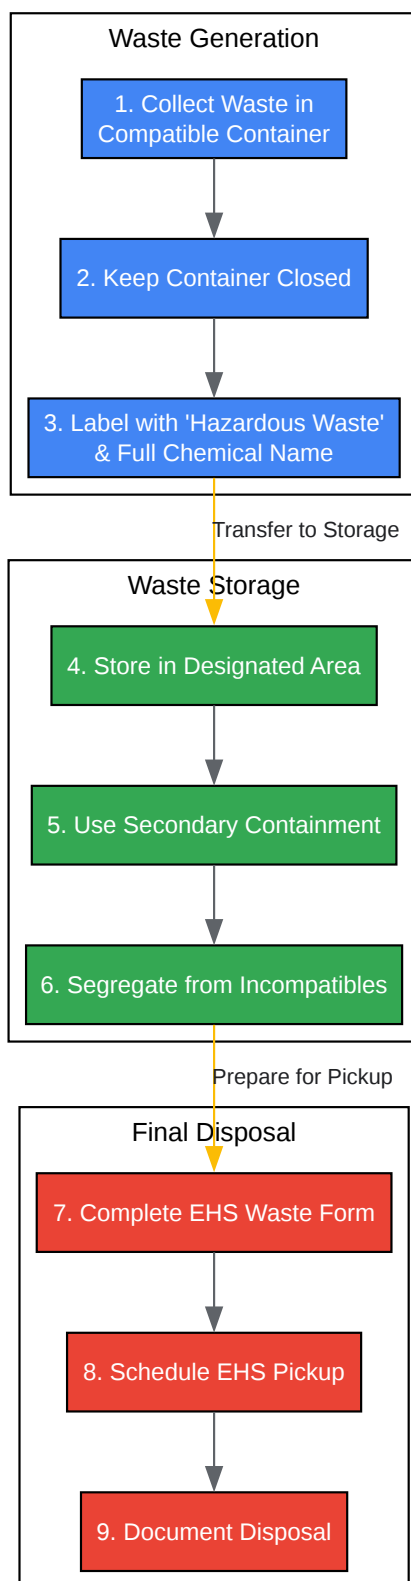 Waste Generation
1. Collect Waste in
Compatible Container
2. Keep Container Closed
3. Label with 'Hazardous Waste'
& Full Chemical Name
Transfer to Storage
Waste Storage
4. Store in Designated Area
5. Use Secondary Containment
6. Segregate from Incompatibles
Prepare for Pickup
Final Disposal
7. Complete EHS Waste Form
8. Schedule EHS Pickup
9. Document Disposal